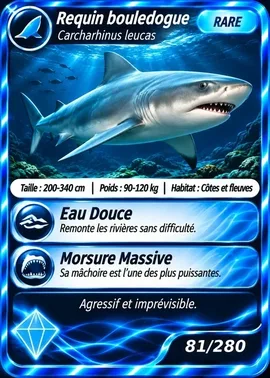 Requin bouledogue
RARE
Carcharhinus leucas
Taille : 200-340 cm | Poids : 90-120 kg | Habitat : Côtes et fleuves
Eau Douce
Remonte les rivières sans difficulté.
Morsure Massive
Sa mâchoire est l'une des plus puissantes.
Agressif et imprévisible.
81/280